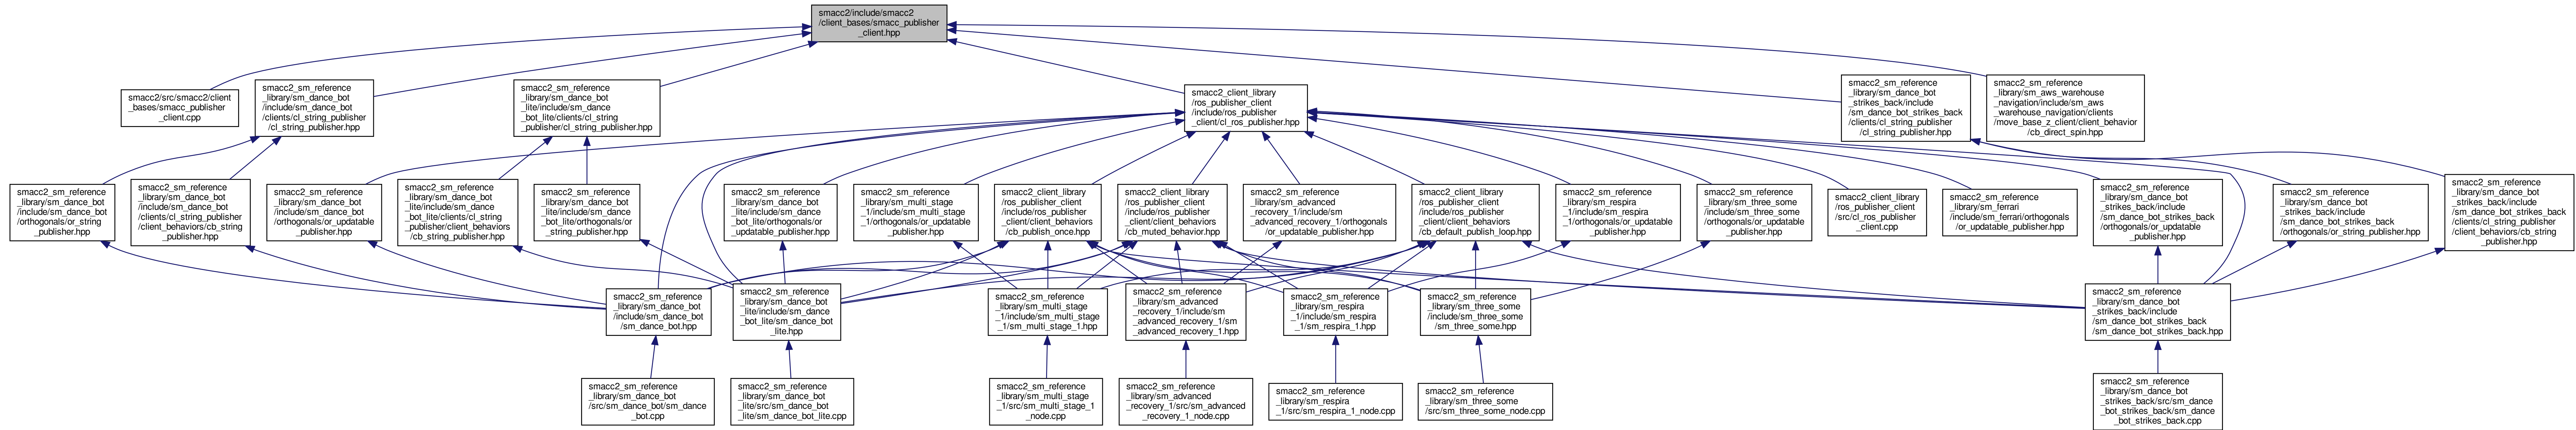 smacc2/include/smacc2
/client_bases/smacc_publisher
_client.hpp
smacc2/src/smacc2/client
_bases/smacc_publisher
_client.cpp
smacc2_sm_reference
_library/sm_dance_bot
/include/sm_dance_bot
/clients/cl_string_publisher
/cl_string_publisher.hpp
smacc2_sm_reference
_library/sm_dance_bot
_lite/include/sm_dance
_bot_lite/clients/cl_string
_publisher/cl_string_publisher.hpp
smacc2_client_library
/ros_publisher_client
/include/ros_publisher
_client/cl_ros_publisher.hpp
smacc2_sm_reference
_library/sm_dance_bot
_strikes_back/include
/sm_dance_bot_strikes_back
/clients/cl_string_publisher
/cl_string_publisher.hpp
smacc2_sm_reference
_library/sm_aws_warehouse
_navigation/include/sm_aws
_warehouse_navigation/clients
/move_base_z_client/client_behavior
/cb_direct_spin.hpp
smacc2_sm_reference
_library/sm_dance_bot
/include/sm_dance_bot
/orthogonals/or_string
_publisher.hpp
smacc2_sm_reference
_library/sm_dance_bot
/include/sm_dance_bot
/clients/cl_string_publisher
/client_behaviors/cb_string
_publisher.hpp
smacc2_sm_reference
_library/sm_dance_bot
/include/sm_dance_bot
/orthogonals/or_updatable
_publisher.hpp
smacc2_sm_reference
_library/sm_dance_bot
_lite/include/sm_dance
_bot_lite/clients/cl_string
_publisher/client_behaviors
/cb_string_publisher.hpp
smacc2_sm_reference
_library/sm_dance_bot
_lite/include/sm_dance
_bot_lite/orthogonals/or
_string_publisher.hpp
smacc2_sm_reference
_library/sm_dance_bot
_lite/include/sm_dance
_bot_lite/orthogonals/or
_updatable_publisher.hpp
smacc2_sm_reference
_library/sm_multi_stage
_1/include/sm_multi_stage
_1/orthogonals/or_updatable
_publisher.hpp
smacc2_client_library
/ros_publisher_client
/include/ros_publisher
_client/client_behaviors
/cb_publish_once.hpp
smacc2_client_library
/ros_publisher_client
/include/ros_publisher
_client/client_behaviors
/cb_muted_behavior.hpp
smacc2_sm_reference
_library/sm_advanced
_recovery_1/include/sm
_advanced_recovery_1/orthogonals
/or_updatable_publisher.hpp
smacc2_client_library
/ros_publisher_client
/include/ros_publisher
_client/client_behaviors
/cb_default_publish_loop.hpp
smacc2_sm_reference
_library/sm_respira
_1/include/sm_respira
_1/orthogonals/or_updatable
_publisher.hpp
smacc2_sm_reference
_library/sm_three_some
/include/sm_three_some
/orthogonals/or_updatable
_publisher.hpp
smacc2_client_library
/ros_publisher_client
/src/cl_ros_publisher
_client.cpp
smacc2_sm_reference
_library/sm_ferrari
/include/sm_ferrari/orthogonals
/or_updatable_publisher.hpp
smacc2_sm_reference
_library/sm_dance_bot
_strikes_back/include
/sm_dance_bot_strikes_back
/orthogonals/or_updatable
_publisher.hpp
smacc2_sm_reference
_library/sm_dance_bot
_strikes_back/include
/sm_dance_bot_strikes_back
/orthogonals/or_string_publisher.hpp
smacc2_sm_reference
_library/sm_dance_bot
_strikes_back/include
/sm_dance_bot_strikes_back
/clients/cl_string_publisher
/client_behaviors/cb_string
_publisher.hpp
smacc2_sm_reference
_library/sm_dance_bot
/include/sm_dance_bot
/sm_dance_bot.hpp
smacc2_sm_reference
_library/sm_dance_bot
_lite/include/sm_dance
_bot_lite/sm_dance_bot
_lite.hpp
smacc2_sm_reference
_library/sm_multi_stage
_1/include/sm_multi_stage
_1/sm_multi_stage_1.hpp
smacc2_sm_reference
_library/sm_advanced
_recovery_1/include/sm
_advanced_recovery_1/sm
_advanced_recovery_1.hpp
smacc2_sm_reference
_library/sm_respira
_1/include/sm_respira
_1/sm_respira_1.hpp
smacc2_sm_reference
_library/sm_three_some
/include/sm_three_some
/sm_three_some.hpp
smacc2_sm_reference
_library/sm_dance_bot
_strikes_back/include
/sm_dance_bot_strikes_back
/sm_dance_bot_strikes_back.hpp
smacc2_sm_reference
_library/sm_dance_bot
/src/sm_dance_bot/sm_dance
_bot.cpp
smacc2_sm_reference
_library/sm_dance_bot
_lite/src/sm_dance_bot
_lite/sm_dance_bot_lite.cpp
smacc2_sm_reference
_library/sm_multi_stage
_1/src/sm_multi_stage_1
_node.cpp
smacc2_sm_reference
_library/sm_advanced
_recovery_1/src/sm_advanced
_recovery_1_node.cpp
smacc2_sm_reference
_library/sm_respira
_1/src/sm_respira_1_node.cpp
smacc2_sm_reference
_library/sm_three_some
/src/sm_three_some_node.cpp
smacc2_sm_reference
_library/sm_dance_bot
_strikes_back/src/sm_dance
_bot_strikes_back/sm_dance
_bot_strikes_back.cpp